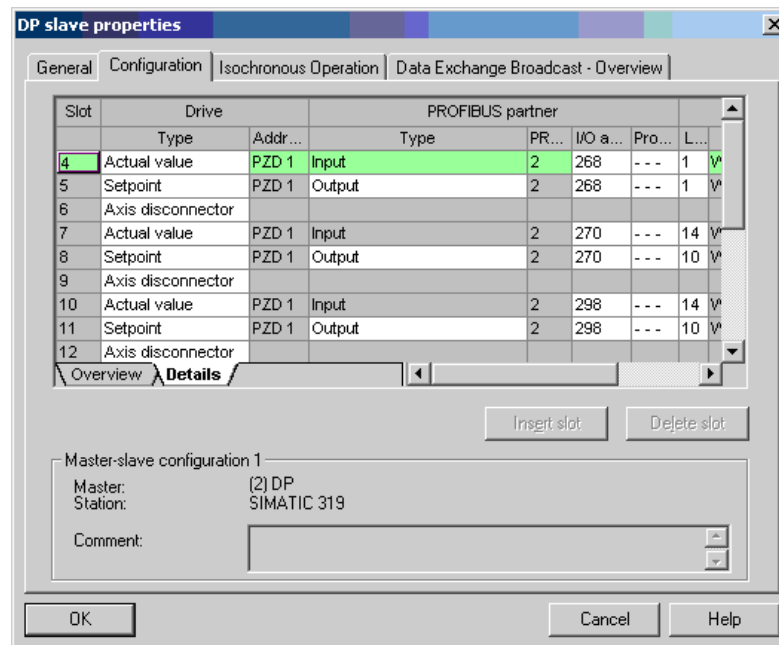 DP slave properties
General Configuration Isochronous Operation Data Exchange Broadcast - Overview
Slot Drive PROFIBUS partner
Type Addr... Type PR... I/O a... Pro... L...
4 Actual value PZD 1 Input 2 268 --- 1
5 Setpoint PZD 1 Output 2 268 --- 1
6 Axis disconnector
7 Actual value PZD 1 Input 2 270 --- 14
8 Setpoint PZD 1 Output 2 270 --- 10
9 Axis disconnector
10 Actual value PZD 1 Input 2 298 --- 14
11 Setpoint PZD 1 Output 2 298 --- 10
12 Axis disconnector
Overview Details
Insert slot Delete slot
Master-slave configuration 1
Master: (2) DP
Station: SIMATIC 319
Comment:
OK Cancel Help